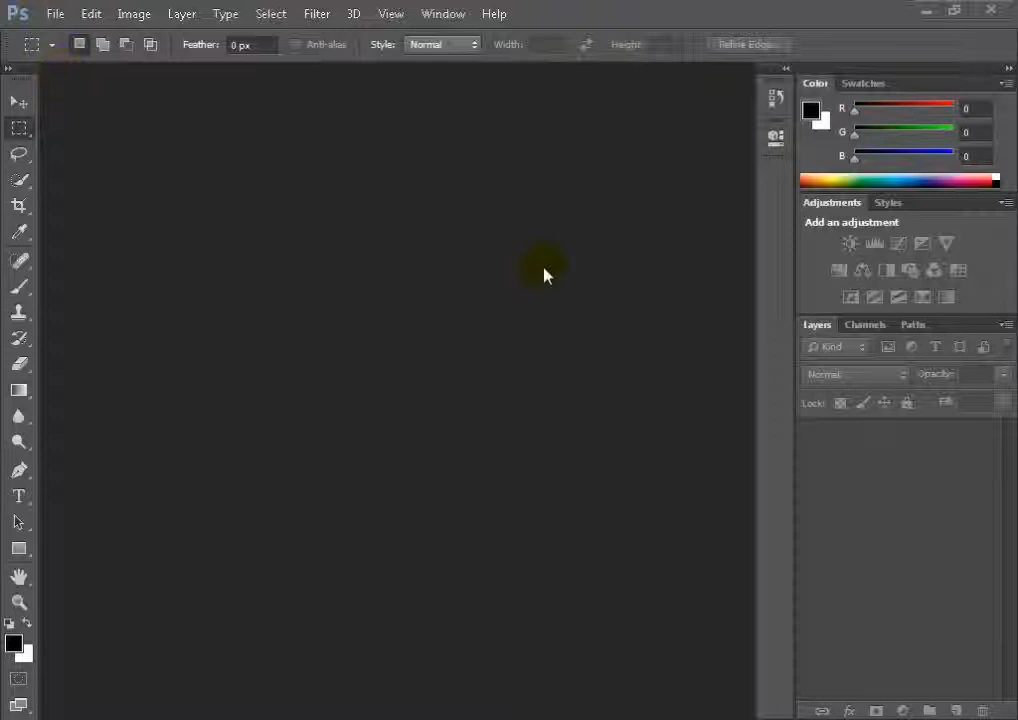 Ps File Edit Image Layer Type Select Filter 3D View Window Help
Feather: 0 px Anti-alias Style: Normal Width: Height: Refine Edge...
Color Swatches
R 0
G 0
B 0
Adjustments Styles
Add an adjustment
Layers Channels Paths
Kind
Normal Opacity:
Lock: Fill:
T
fx